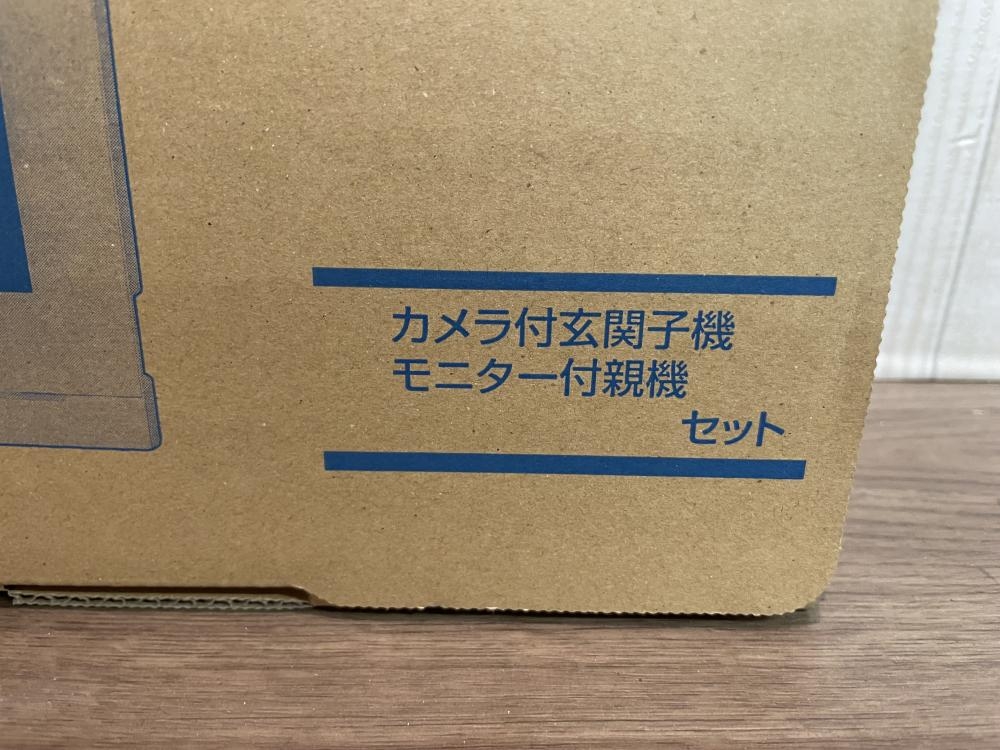 カメラ付玄関子機
モニター付親機
セット